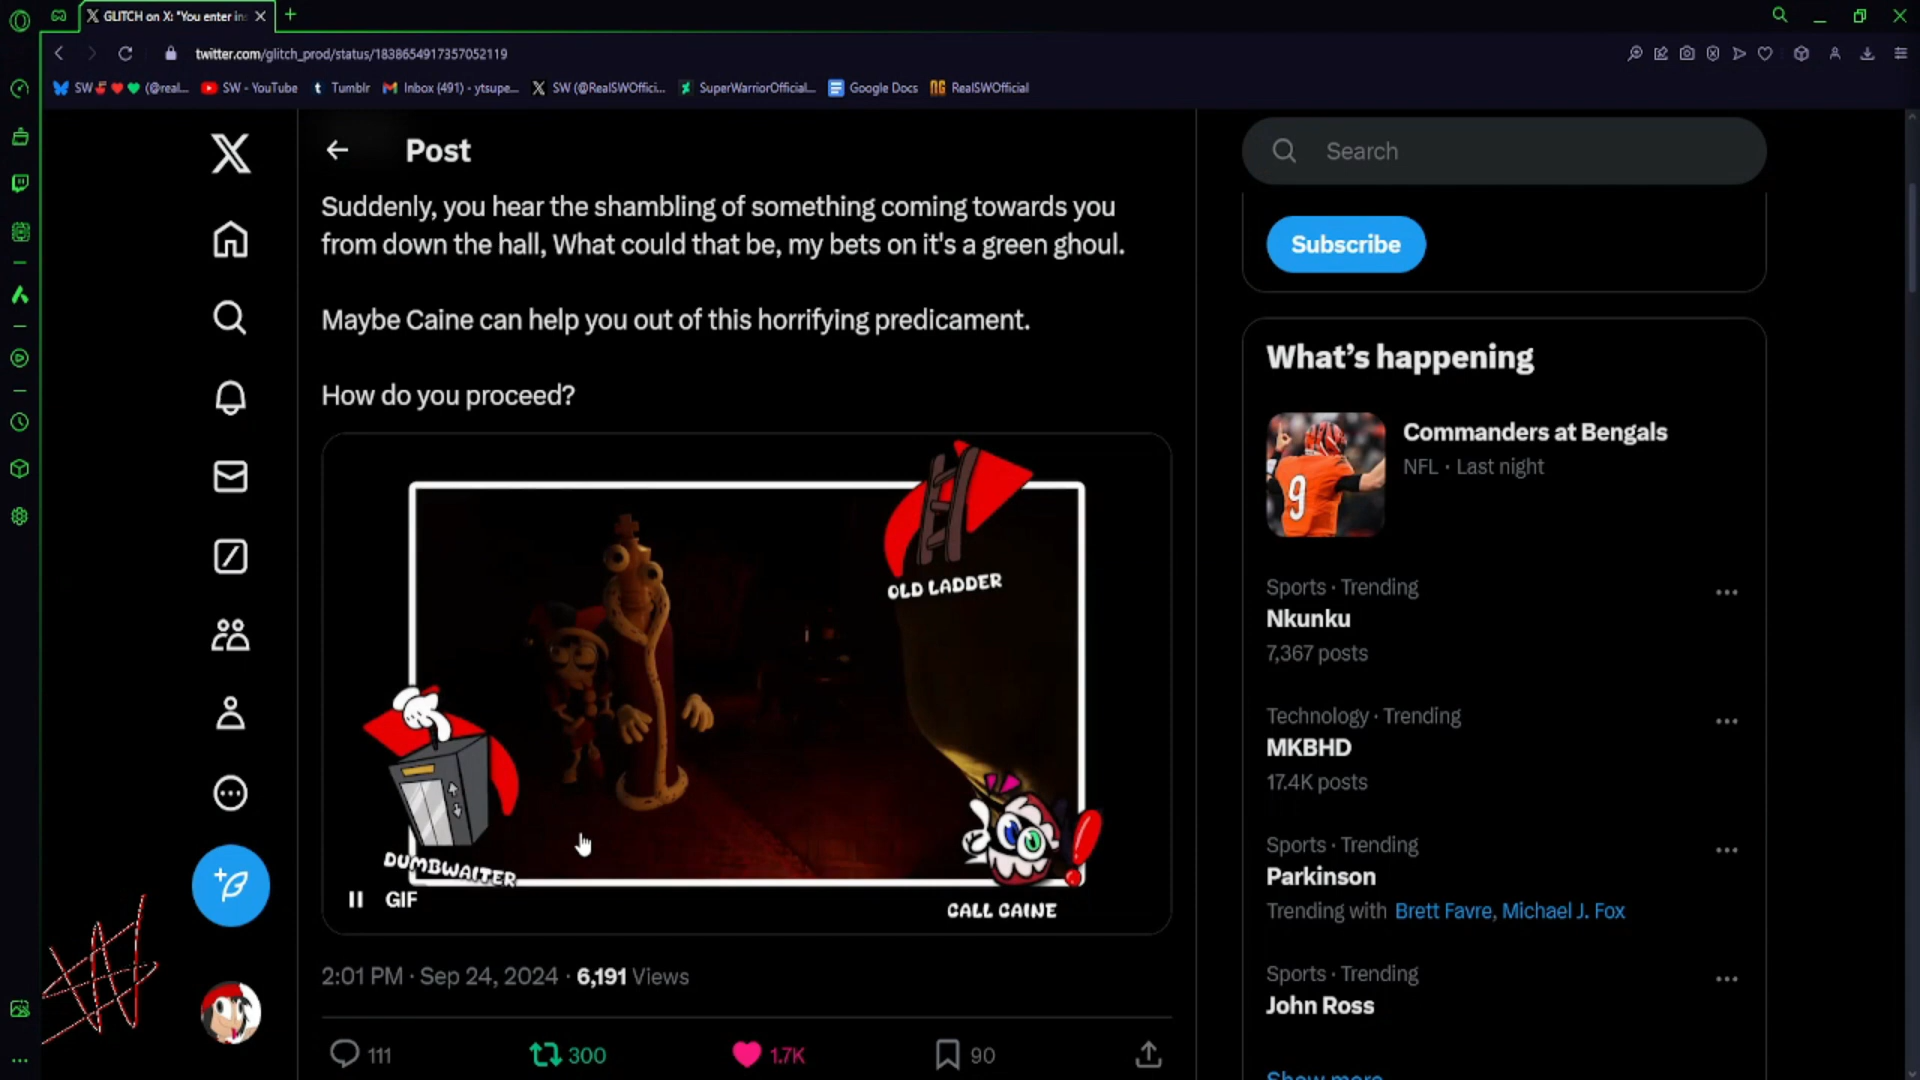 GLITCH on X: "You enter in
twitter.com/glitch_prod/status/1838654917357052119
SW (@real...
SW - YouTube
Tumblr
Inbox (491) - ytsupe...
SW (@RealSWOffici...
SuperWarriorOfficial...
Google Docs
RealSWOfficial
Post
Suddenly, you hear the shambling of something coming towards you
from down the hall, What could that be, my bets on it's a green ghoul.
Maybe Caine can help you out of this horrifying predicament.
How do you proceed?
OLD LADDER
DUMBWAITER
CALL CAINE
GIF
2:01 PM · Sep 24, 2024 · 6,191 Views
111
300
1.7K
90
Search
Subscribe
What's happening
9
Commanders at Bengals
NFL · Last night
Sports · Trending
Nkunku
7,367 posts
Technology · Trending
MKBHD
17.4K posts
Sports · Trending
Parkinson
Trending with Brett Favre, Michael J. Fox
Sports · Trending
John Ross
Show more